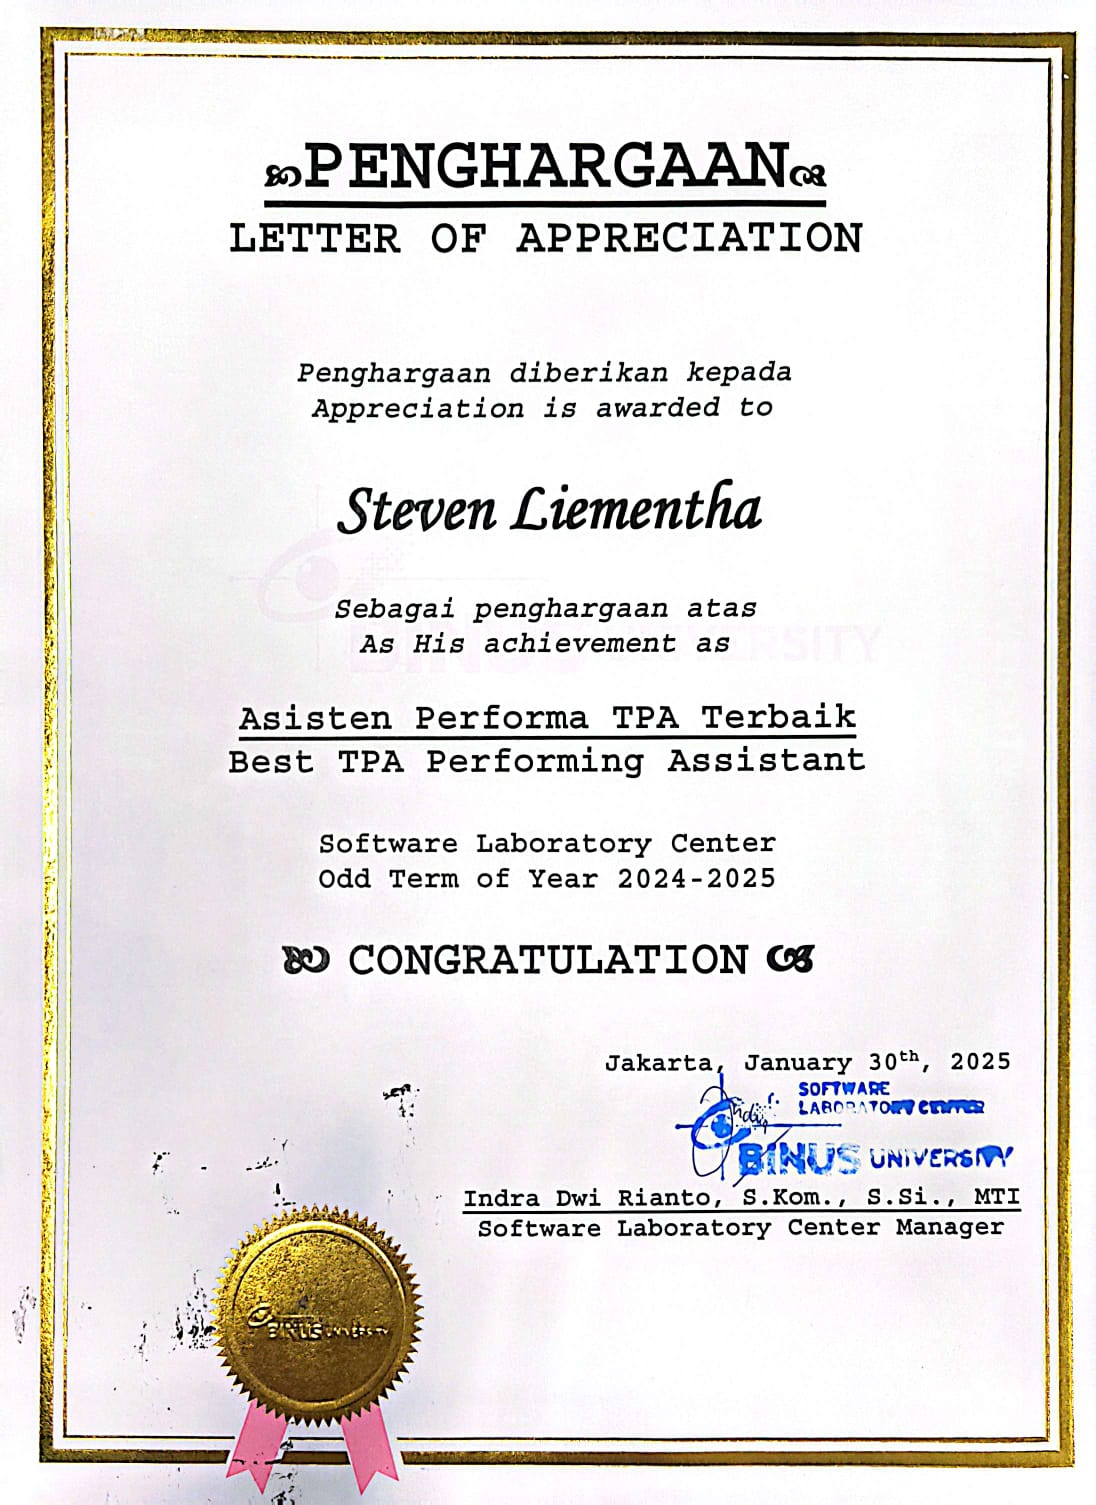 PENGHARGAAN
LETTER OF APPRECIATION
Penghargaan diberikan kepada
Appreciation is awarded to
Steven Liementha
Sebagai penghargaan atas
As His achievement as
BINUS UNIVERSITY
Asisten Performa TPA Terbaik
Best TPA Performing Assistant
Software Laboratory Center
Odd Term of Year 2024-2025
CONGRATULATION
Jakarta, January 30th, 2025
SOFTWARE
LABORATORY CENTER
BINUS UNIVERSITY
Indra Dwi Rianto, S.Kom., S.Si., MTI
Software Laboratory Center Manager
BINUS UNIVERSITY